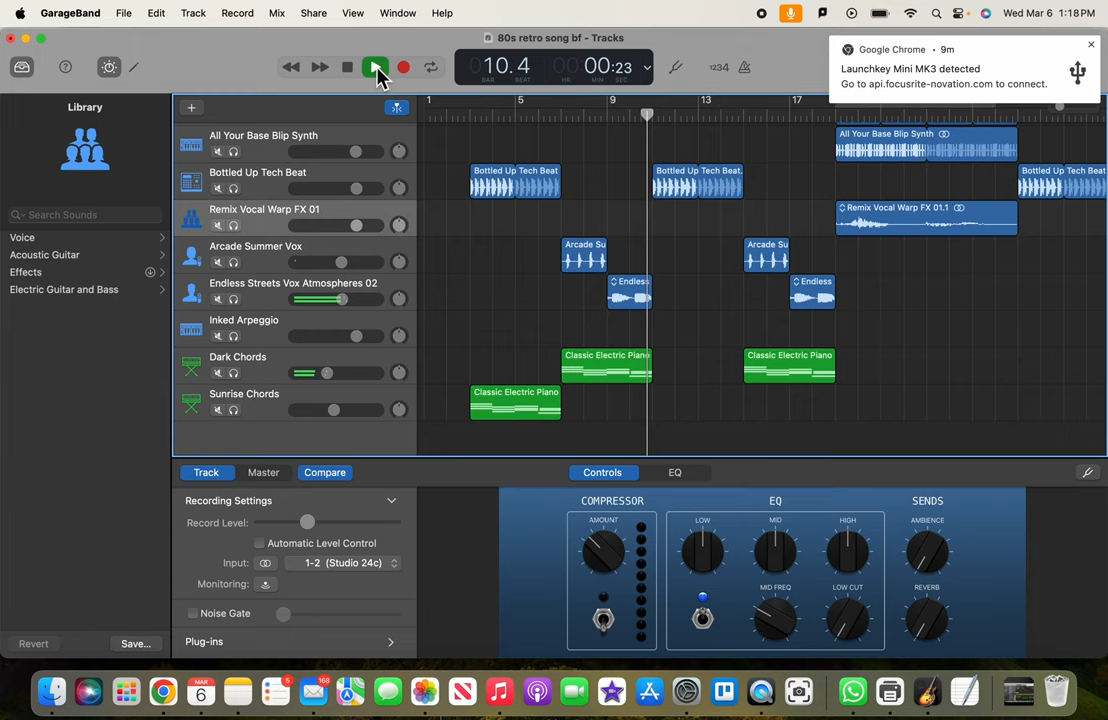 GarageBand File Edit Track Record Mix Share View Window Help Wed Mar 6 1:18 PM
80s retro song bf - Tracks
Google Chrome • 9m
Launchkey Mini MK3 detected
Go to api.focusrite-novation.com to connect.
10.4 00:23
BAR BEAT HR MIN SEC
1234
Library
1 5 9 13 17
Search Sounds
Voice
Acoustic Guitar
Effects
Electric Guitar and Bass
Revert Save...
All Your Base Blip Synth
All Your Base Blip Synth
Bottled Up Tech Beat
Bottled Up Tech Beat Bottled Up Tech Beat. Bottled Up Tech Beat
Remix Vocal Warp FX 01
Remix Vocal Warp FX 01.1
Arcade Summer Vox
Arcade Su Arcade Su
Endless Streets Vox Atmospheres 02
Endless Endless
Inked Arpeggio
Dark Chords
Classic Electric Piano Classic Electric Piano
Sunrise Chords
Classic Electric Piano
Track Master Compare Controls EQ
Recording Settings
Record Level:
Automatic Level Control
Input: 1-2 (Studio 24c)
Monitoring:
Noise Gate
Plug-ins
COMPRESSOR EQ SENDS
AMOUNT LOW MID HIGH AMBIENCE
MID FREQ LOW CUT REVERB
MAR
6
5
168